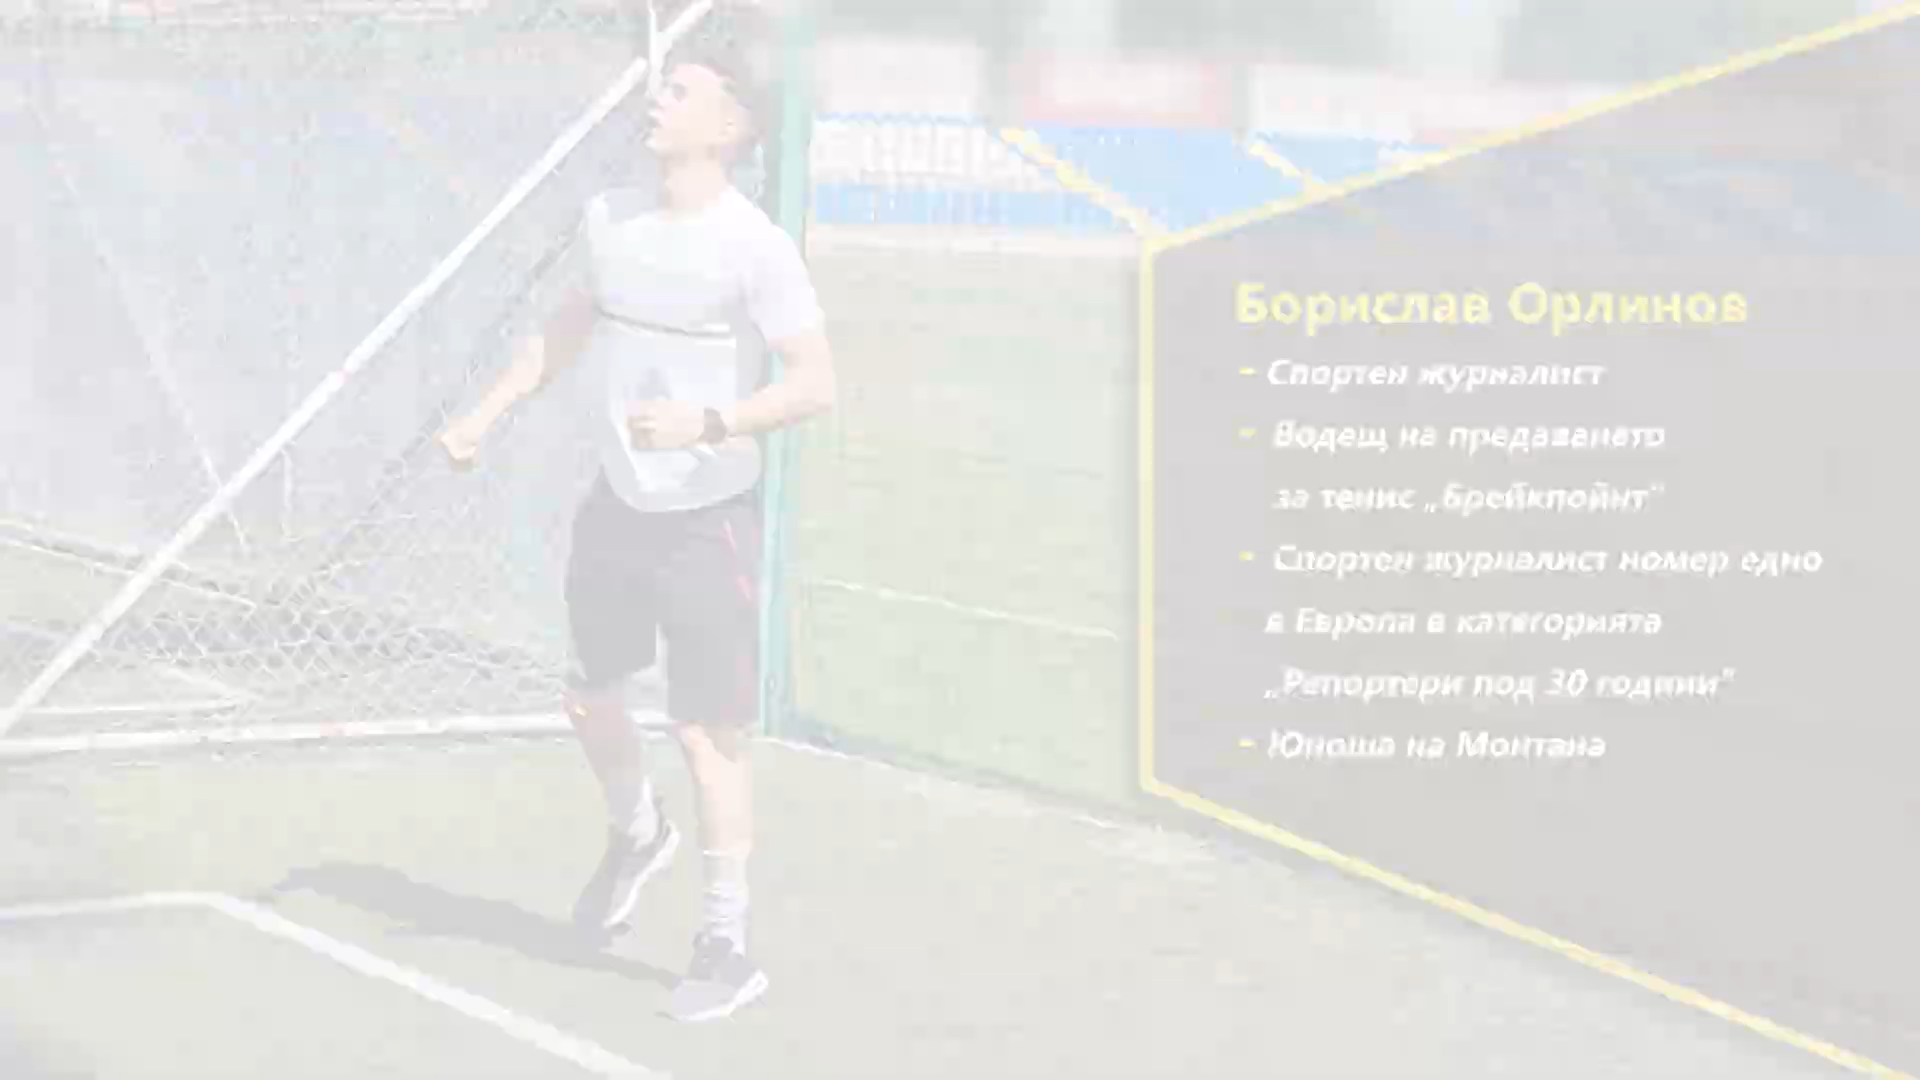 Борислав Орлинов
- Спортен журналист
- Водещ на предаването
за тенис „Брейкпойнт“
- Спортен журналист номер едно
в Европа в категорията
„Репортери под 30 години“
- Юноша на Монтана